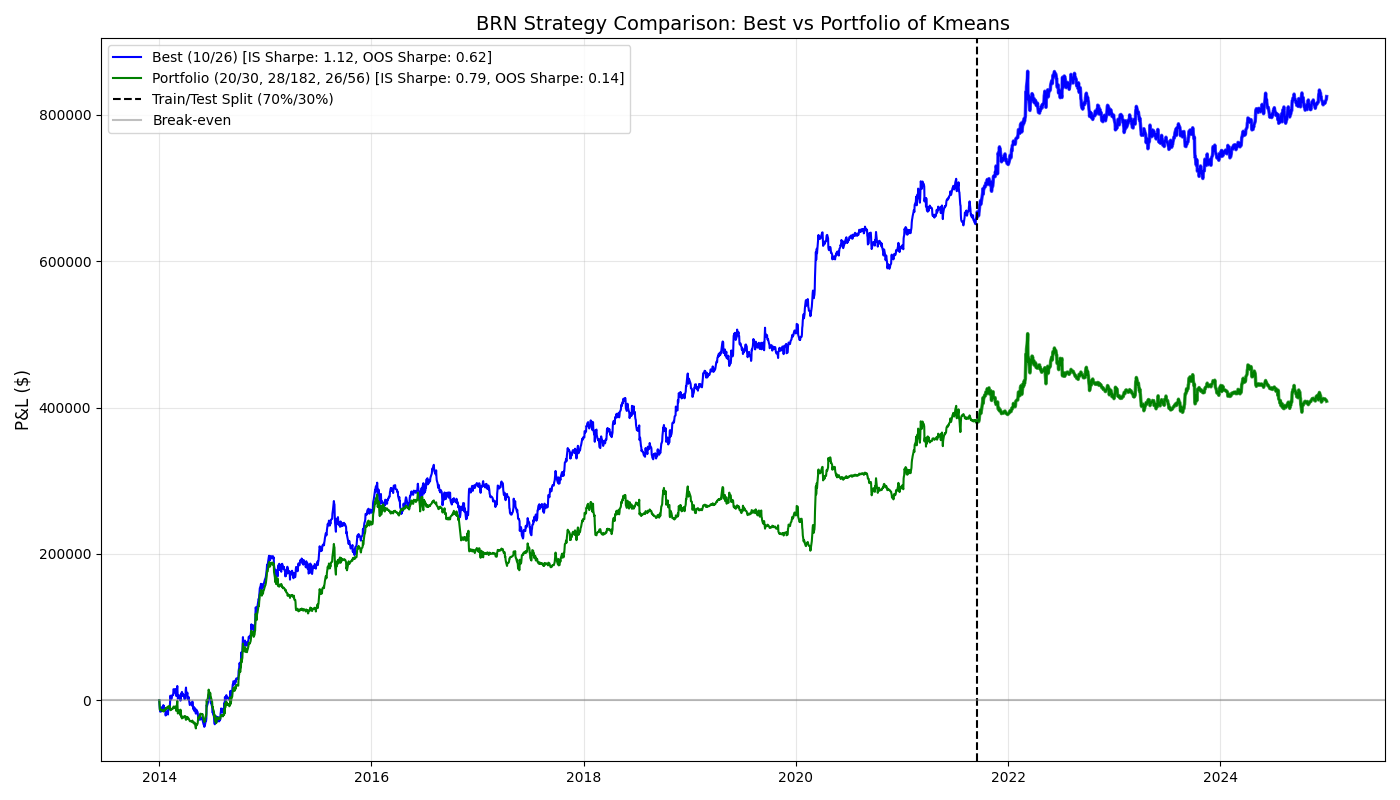 BRN Strategy Comparison: Best vs Portfolio of Kmeans
Best (10/26) [IS Sharpe: 1.12, OOS Sharpe: 0.62]
Portfolio (20/30, 28/182, 26/56) [IS Sharpe: 0.79, OOS Sharpe: 0.14]
Train/Test Split (70%/30%)
Break-even
P&L ($)
800000
600000
400000
200000
0
2014 2016 2018 2020 2022 2024